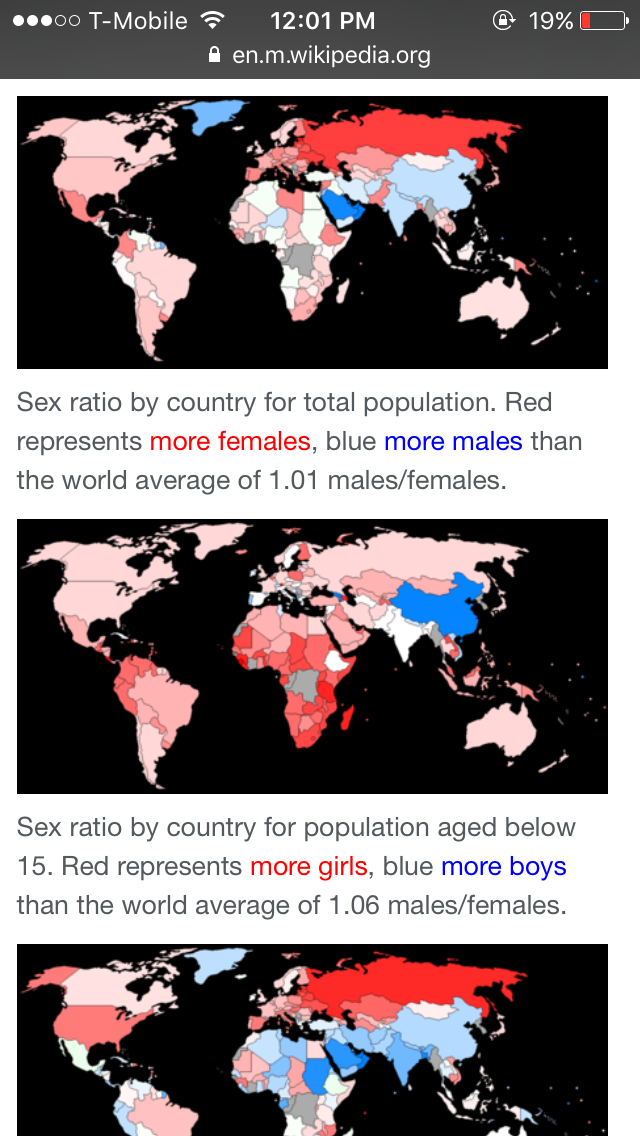 T-Mobile 12:01 PM 19%
en.m.wikipedia.org
Sex ratio by country for total population. Red
represents more females, blue more males than
the world average of 1.01 males/females.
Sex ratio by country for population aged below
15. Red represents more girls, blue more boys
than the world average of 1.06 males/females.